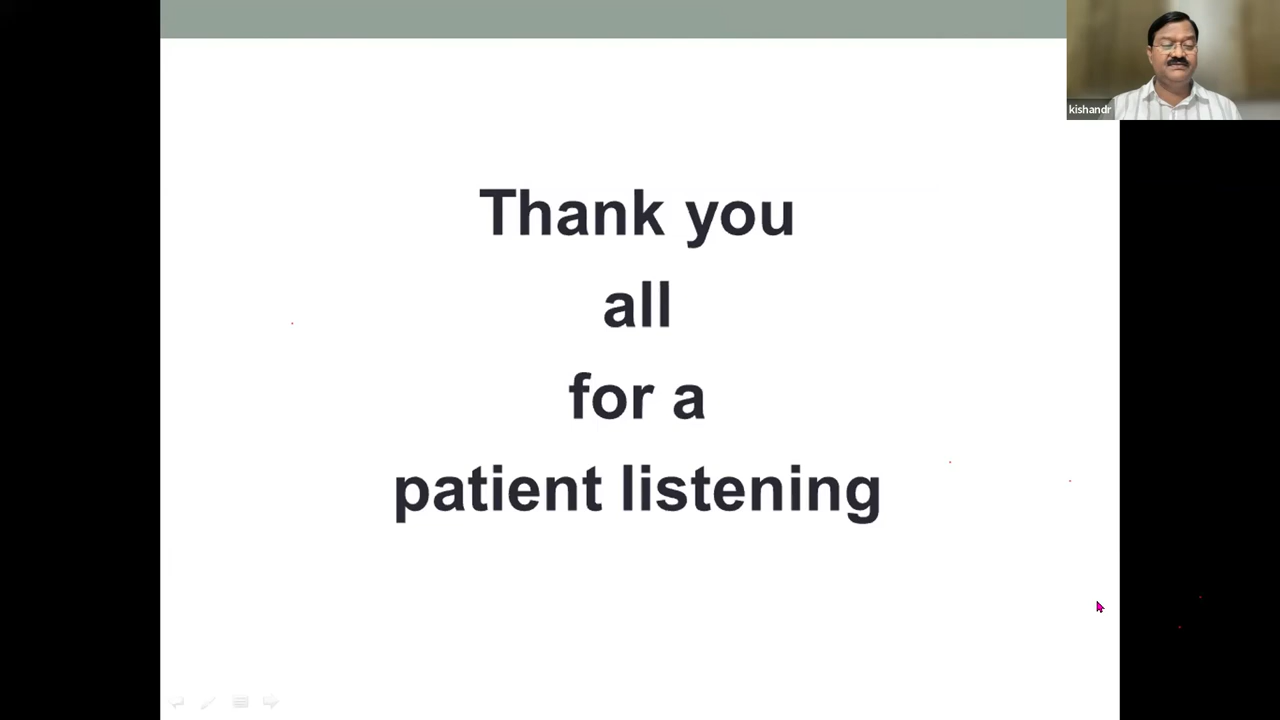 kishandr
Thank you
all
for a
patient listening